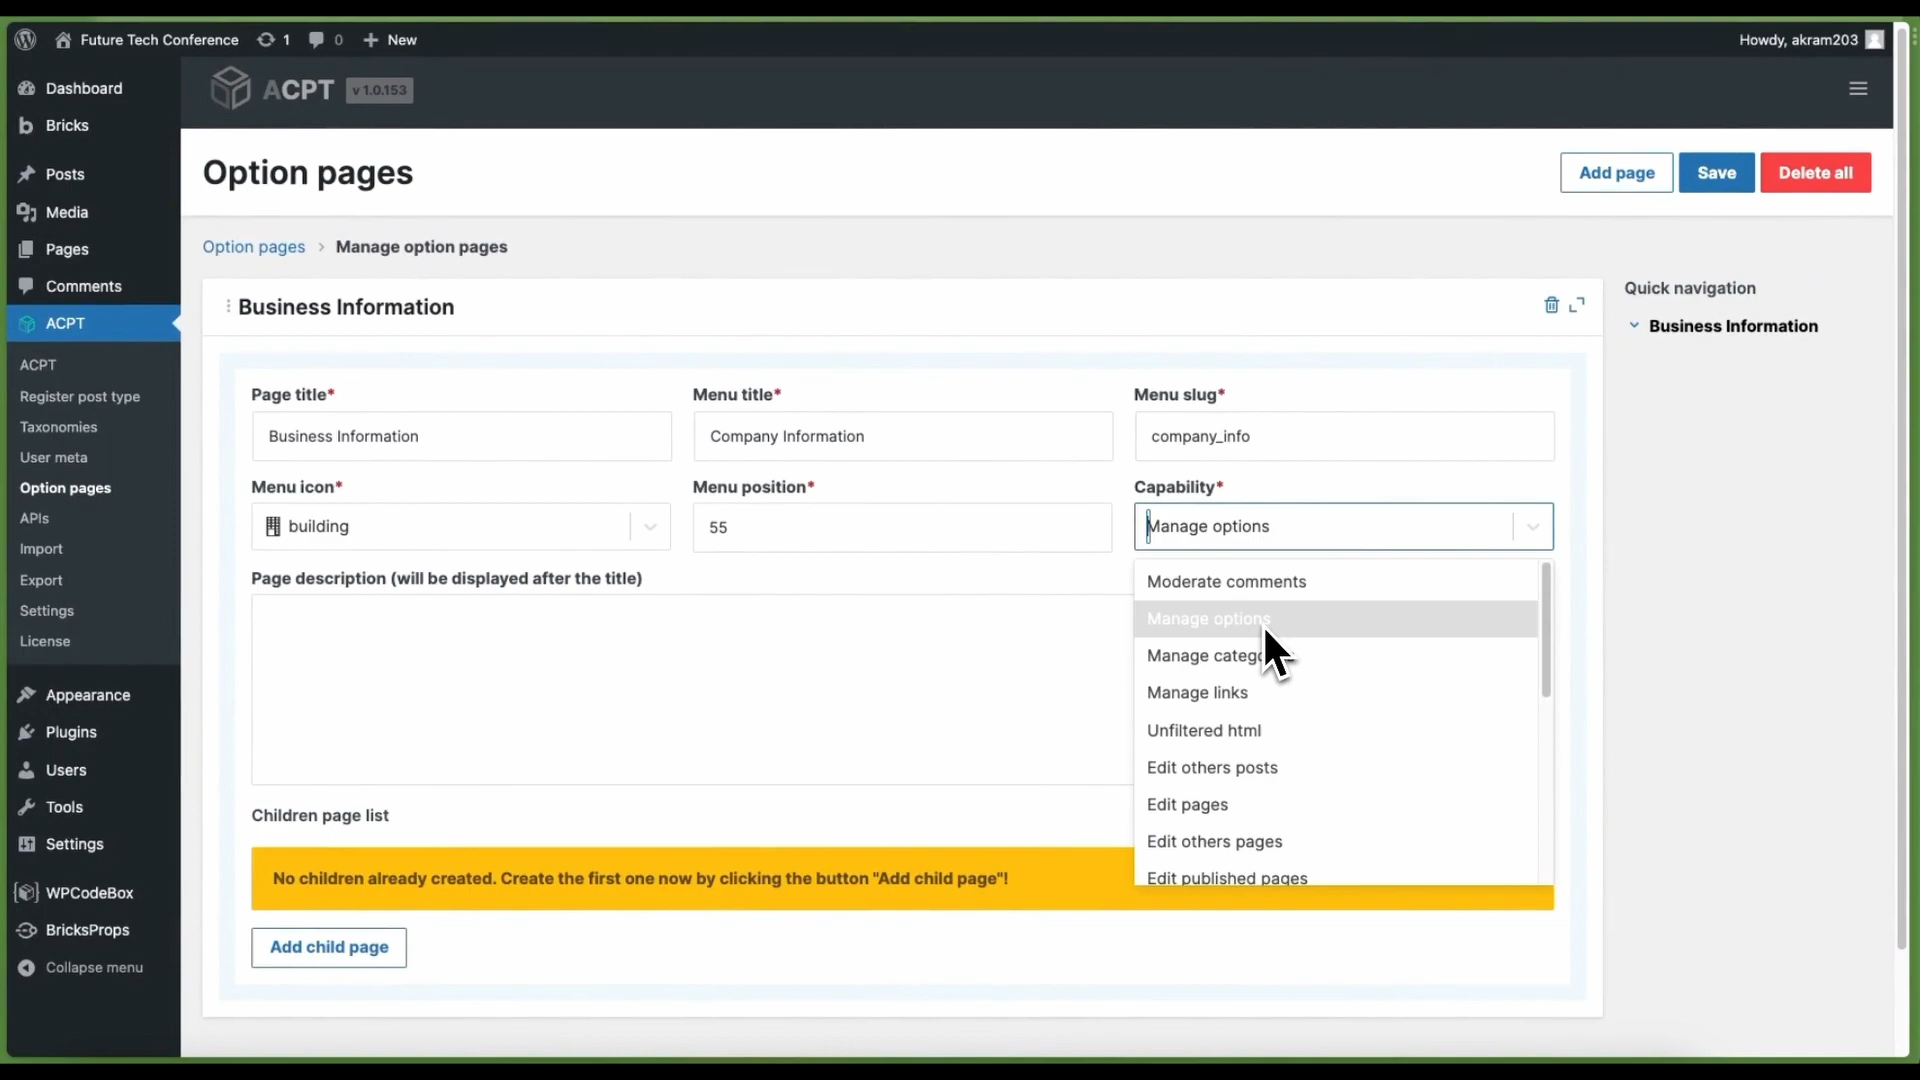 Future Tech Conference
1
0
New
Howdy, akram203
Dashboard
Bricks
Posts
Media
Pages
Comments
ACPT
ACPT
Register post type
Taxonomies
User meta
Option pages
APIs
Import
Export
Settings
License
Appearance
Plugins
Users
Tools
Settings
WPCodeBox
BricksProps
Collapse menu
ACPT
v 1.0.153
Option pages
Add page
Save
Delete all
Option pages
Manage option pages
Business Information
Quick navigation
Business Information
Page title*
Menu title*
Menu slug*
Business Information
Company Information
company_info
Menu icon*
Menu position*
Capability*
building
55
Manage options
Page description (will be displayed after the title)
Moderate comments
Manage options
Manage catego
Manage links
Unfiltered html
Edit others posts
Edit pages
Edit others pages
Edit published pages
Children page list
No children already created. Create the first one now by clicking the button "Add child page"!
Add child page